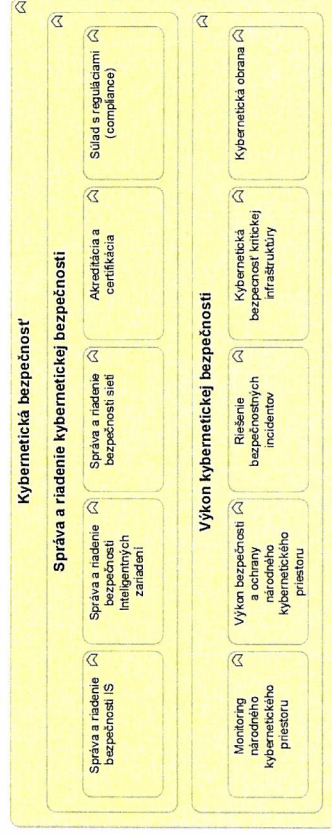 Kybernetická bezpečnosť
Správa a riadenie kybernetickej bezpečnosti
Správa a riadenie
bezpečnosti IS
Správa a riadenie
bezpečnosti
Inteligentných
zariadení
Správa a riadenie
bezpečnosti sietí
Akreditácia a
certifikácia
Súlad s reguláciami
(compliance)
Výkon kybernetickej bezpečnosti
Monitoring
národného
kybernetického
priestoru
Výkon bezpečnosti
a ochrany
národného
kybernetického
priestoru
Riešenie
bezpečnostných
incidentov
Kybernetická
bezpecnosť kritickej
infraštruktúry
Kybernetická obrana